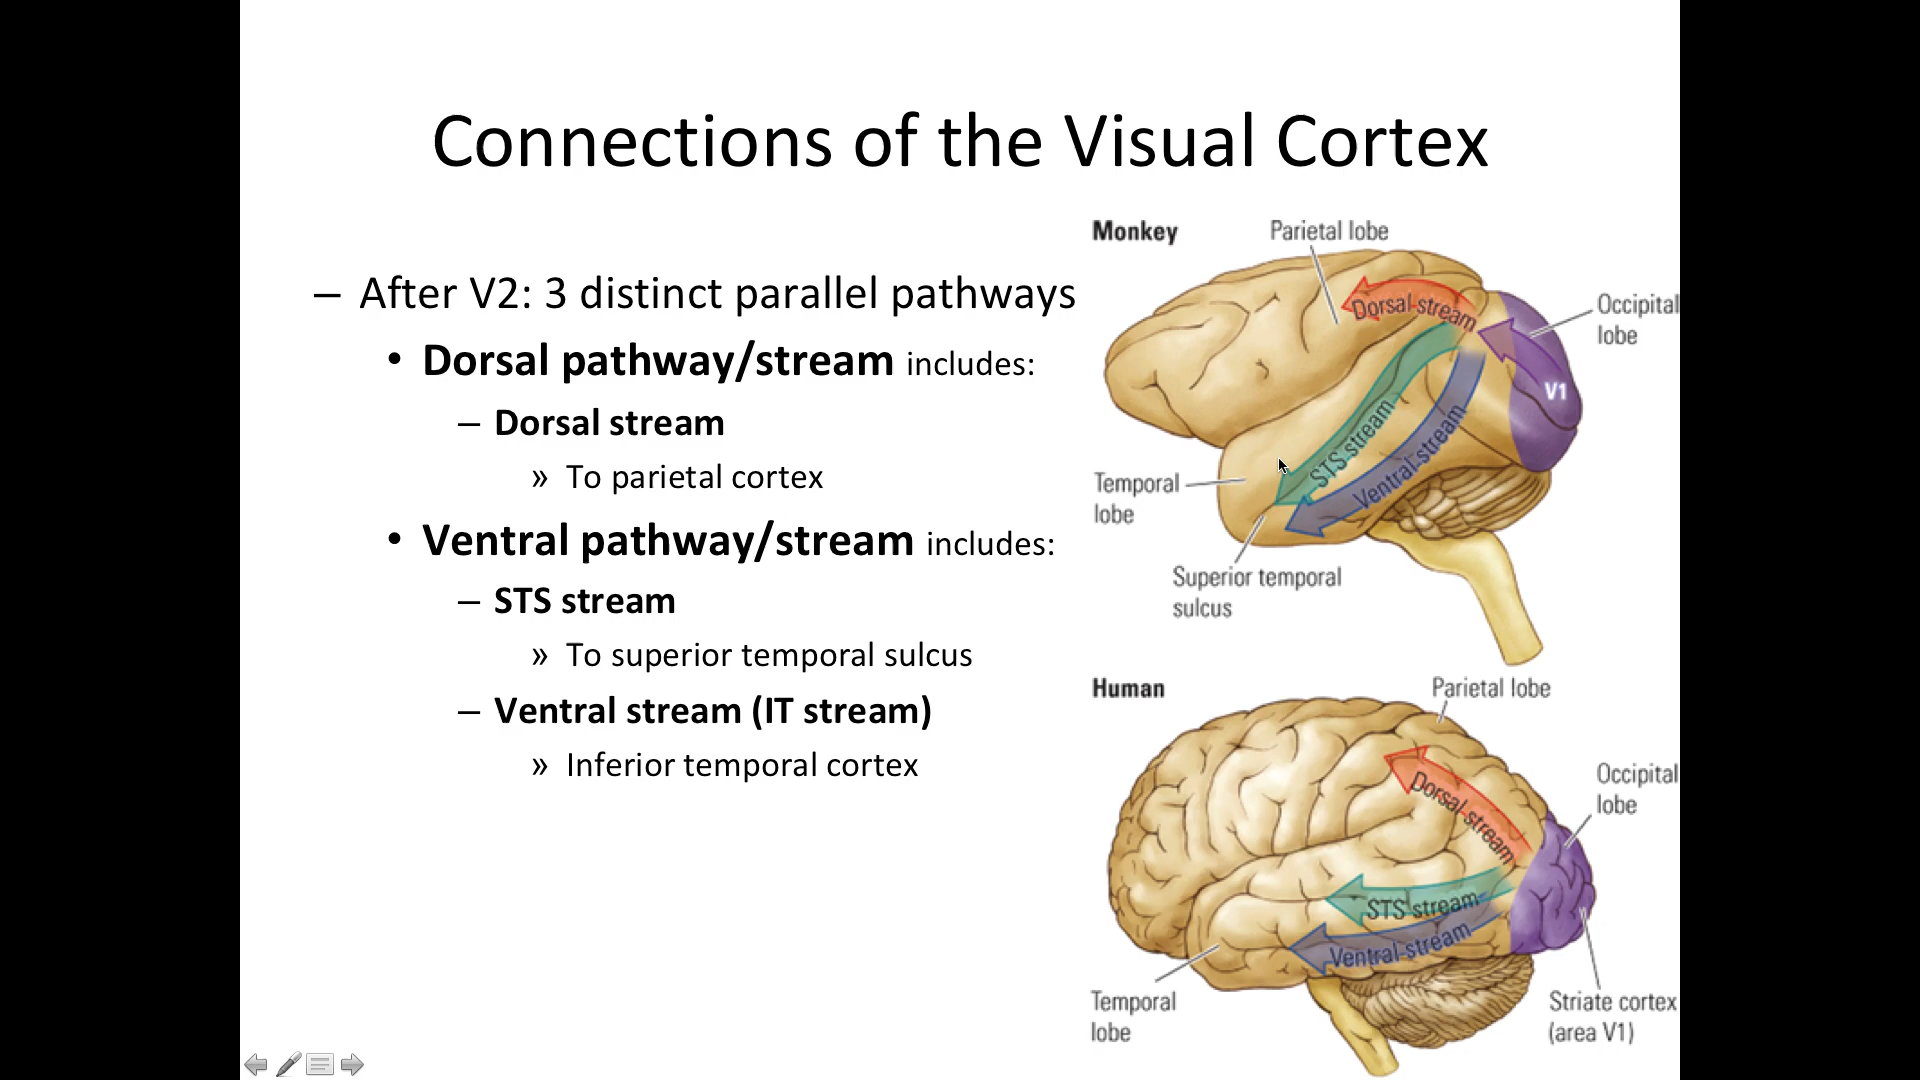 Connections of the Visual Cortex
– After V2: 3 distinct parallel pathways
• Dorsal pathway/stream includes:
– Dorsal stream
» To parietal cortex
• Ventral pathway/stream includes:
– STS stream
» To superior temporal sulcus
– Ventral stream (IT stream)
» Inferior temporal cortex
Monkey
Parietal lobe
Occipital
lobe
Dorsal stream
V1
STS stream
Ventral stream
Temporal
lobe
Superior temporal
sulcus
Human
Parietal lobe
Occipital
lobe
Dorsal stream
STS stream
Ventral stream
Temporal
lobe
Striate cortex
(area V1)